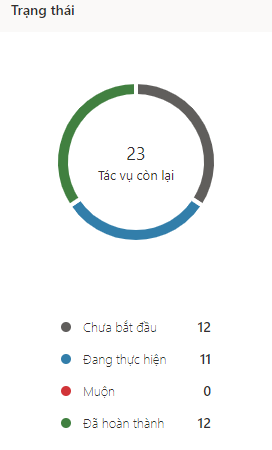 Trạng thái
23
Tác vụ còn lại
Chưa bắt đầu 12
Đang thực hiện 11
Muộn 0
Đã hoàn thành 12